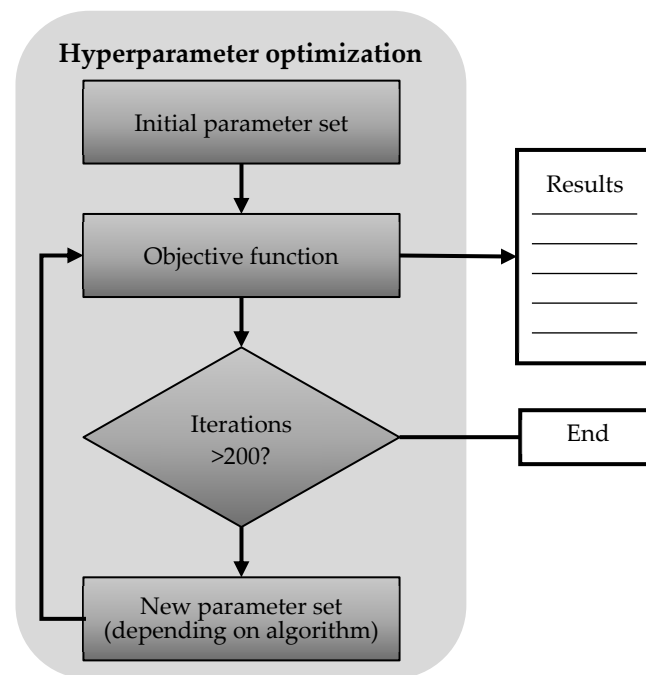 Hyperparameter optimization
Initial parameter set
Objective function
Results
Iterations
>200?
End
New parameter set
(depending on algorithm)